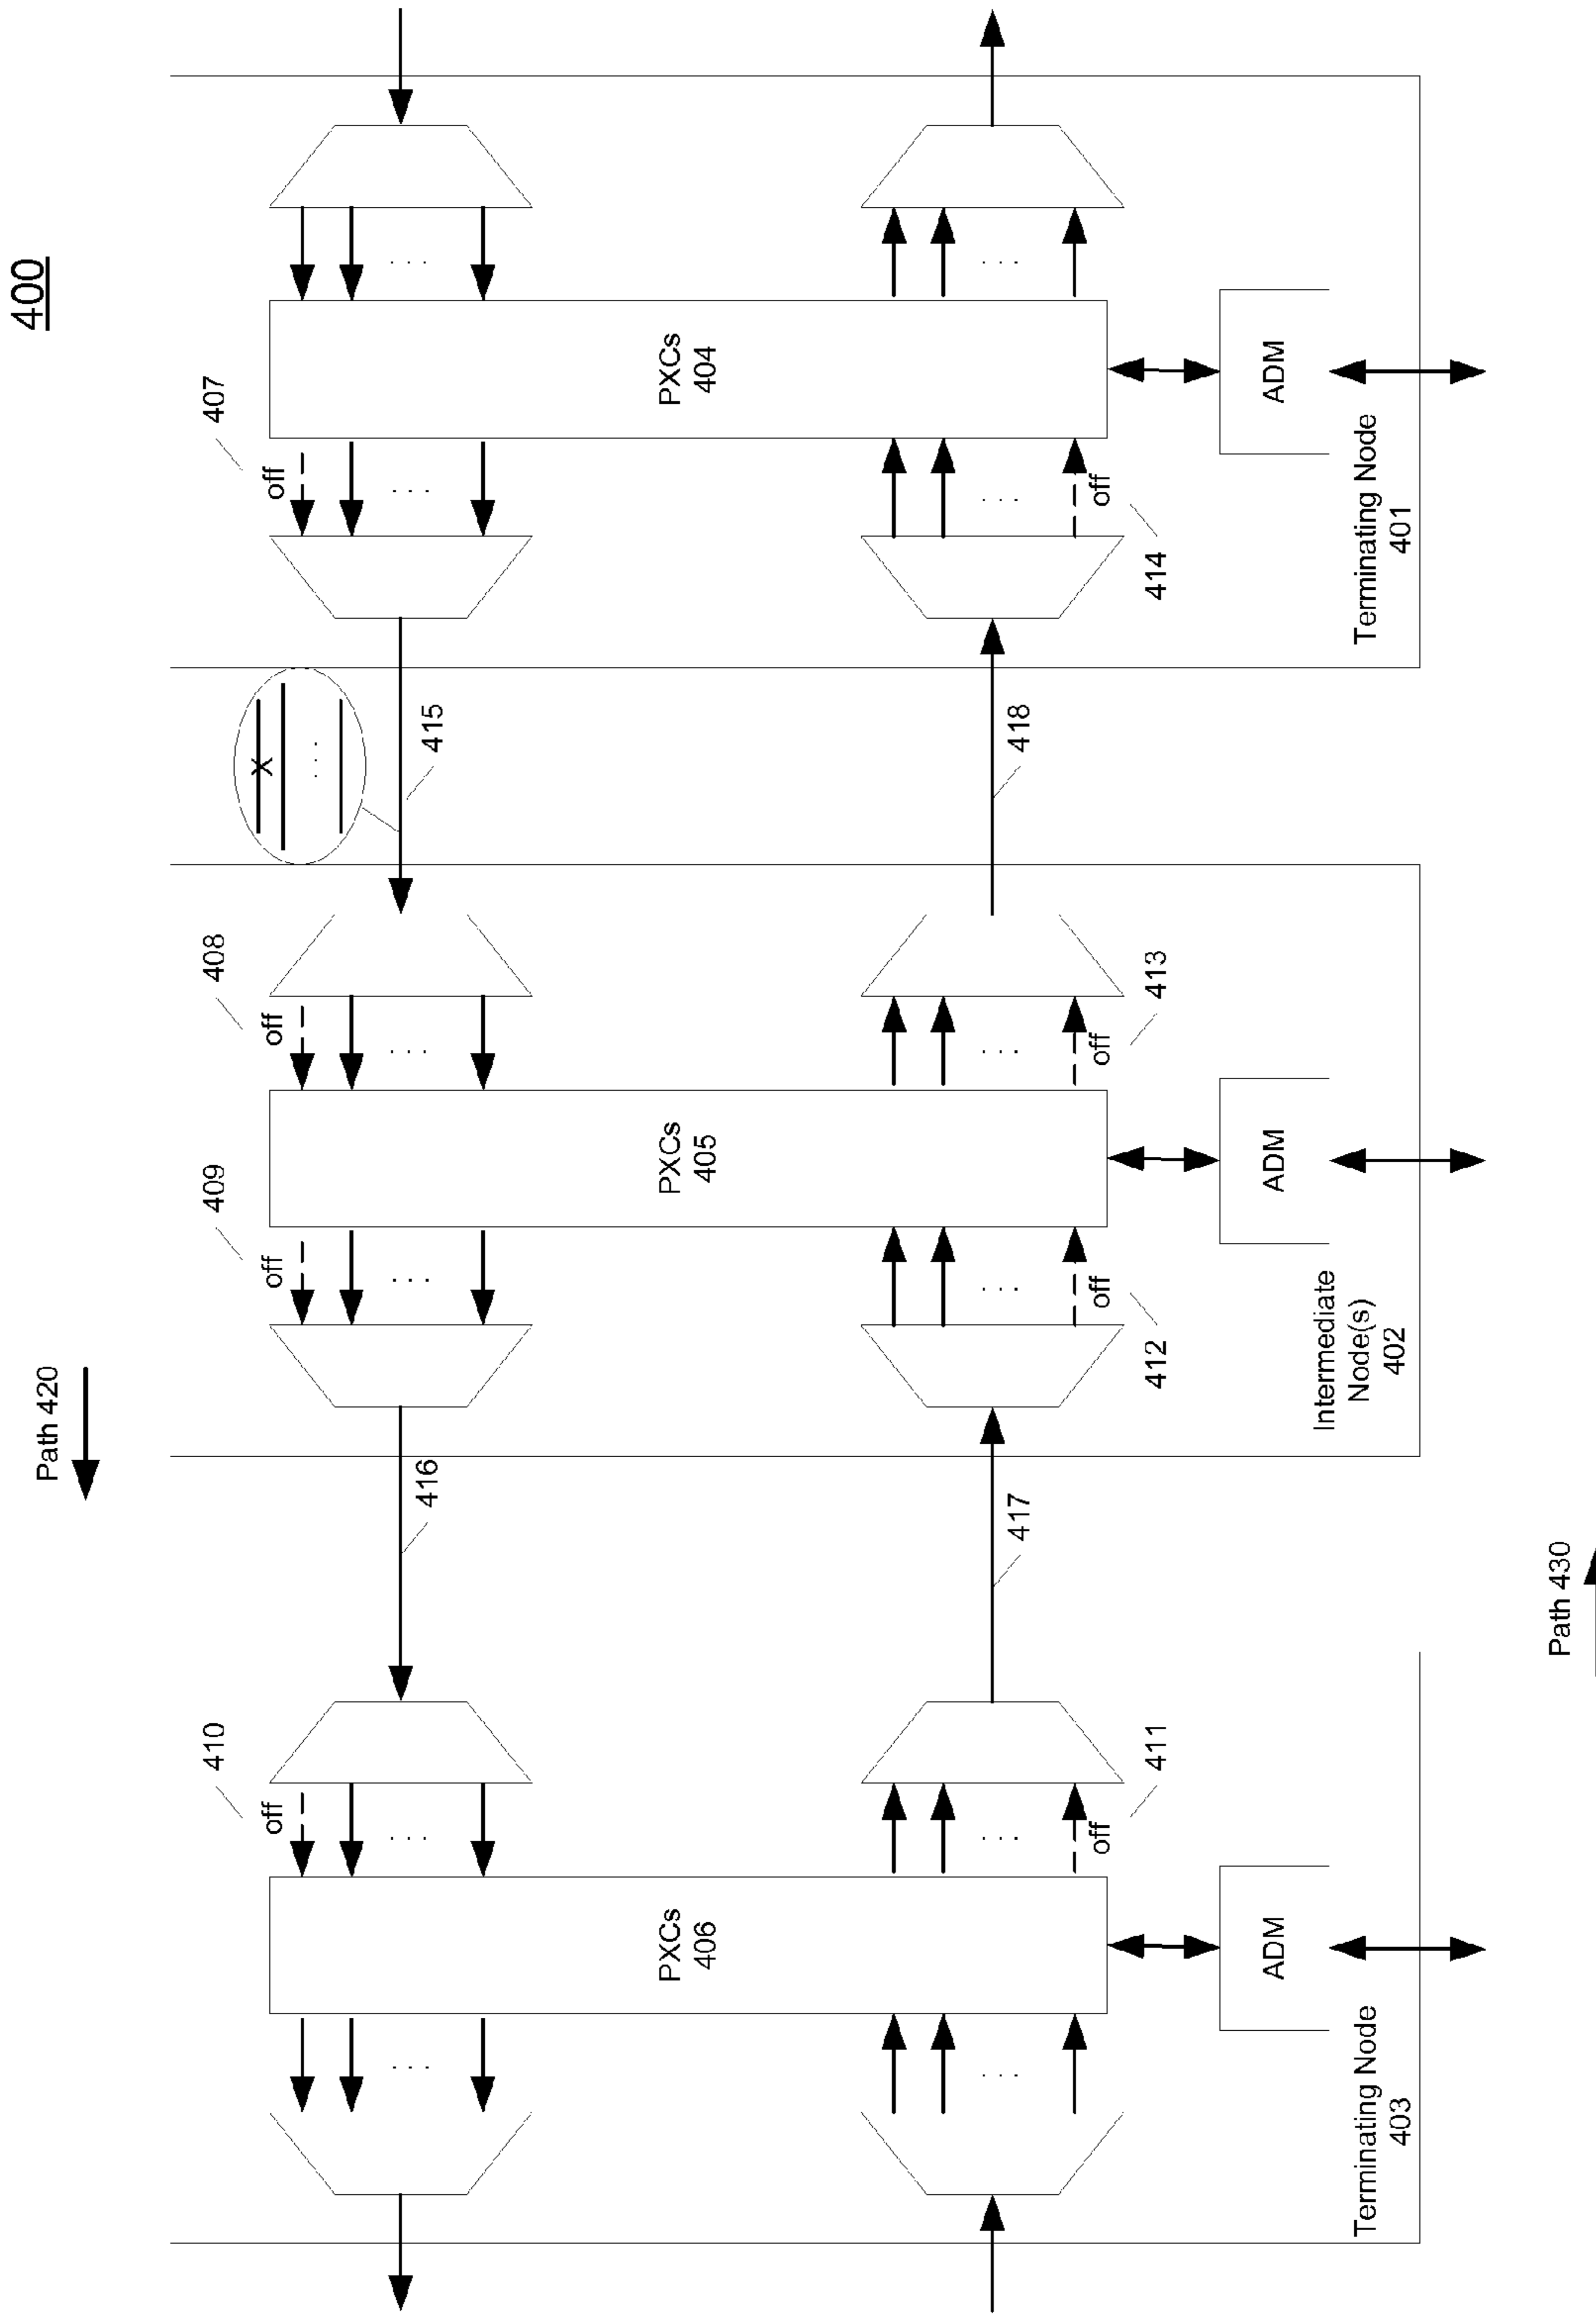 400
Path 420
410
409
408
407
off
off
off
X
off
416
415
PXCs
406
PXCs
405
PXCs
404
417
418
off
off
off
off
411
412
413
414
ADM
ADM
ADM
Terminating Node
403
Intermediate
Node(s)
402
Terminating Node
401
Path 430